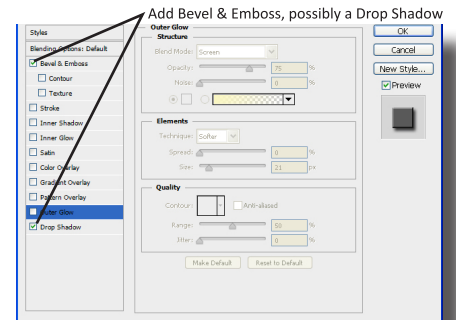 Add Bevel & Emboss, possibly a Drop Shadow
Styles
Blending Options: Default
Bevel & Emboss
Contour
Texture
Stroke
Inner Shadow
Inner Glow
Satin
Color Overlay
Gradient Overlay
Pattern Overlay
Outer Glow
Drop Shadow
Outer Glow
Structure
Blend Mode: Screen
Opacity: 75 %
Noise: 0 %
Elements
Technique: Softer
Spread: 0 %
Size: 21 px
Quality
Contour: Anti-aliased
Range: 50 %
Jitter: 0 %
Make Default Reset to Default
OK
Cancel
New Style...
Preview